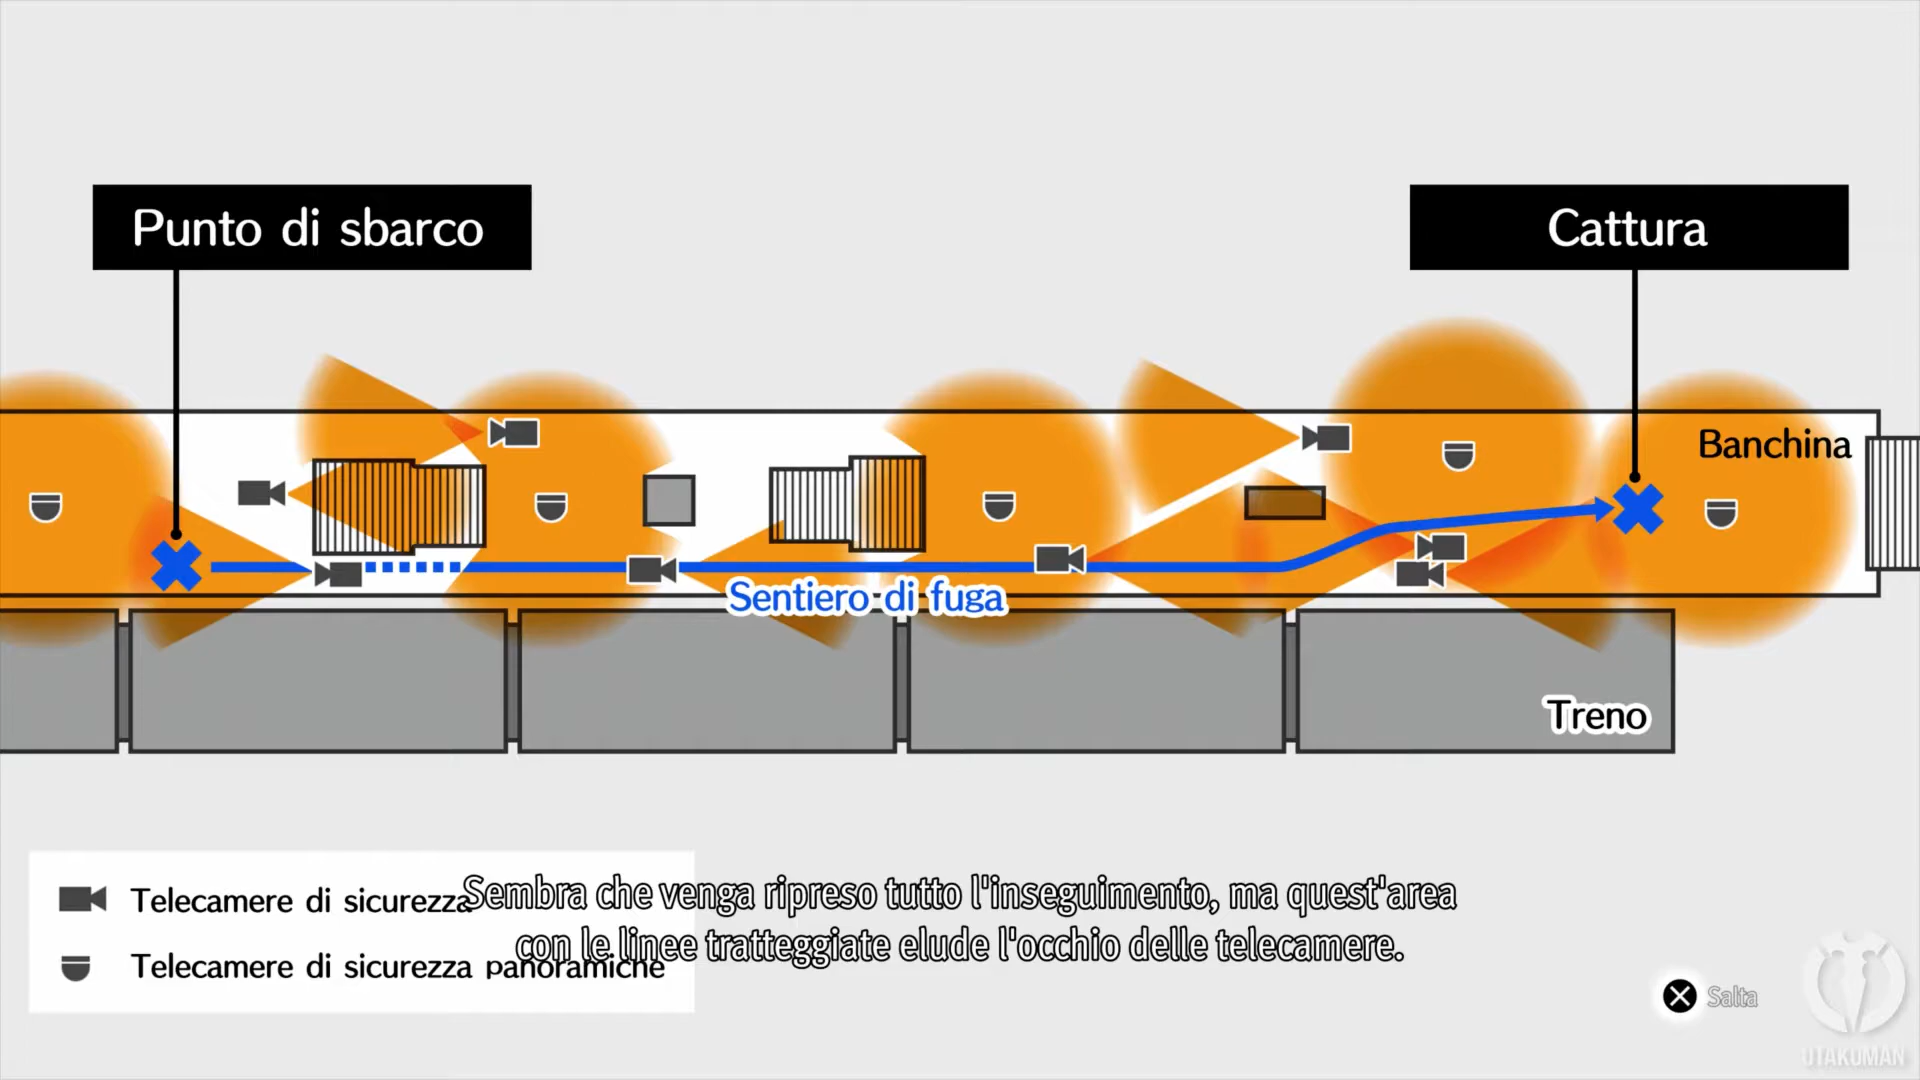 Punto di sbarco
Cattura
Banchina
Sentiero di fuga
Treno
Telecamere di sicurezza
Telecamere di sicurezza panoramiche
Sembra che venga ripreso tutto l'inseguimento, ma quest'area
con le linee tratteggiate elude l'occhio delle telecamere.
Salta
UTAKUMAN